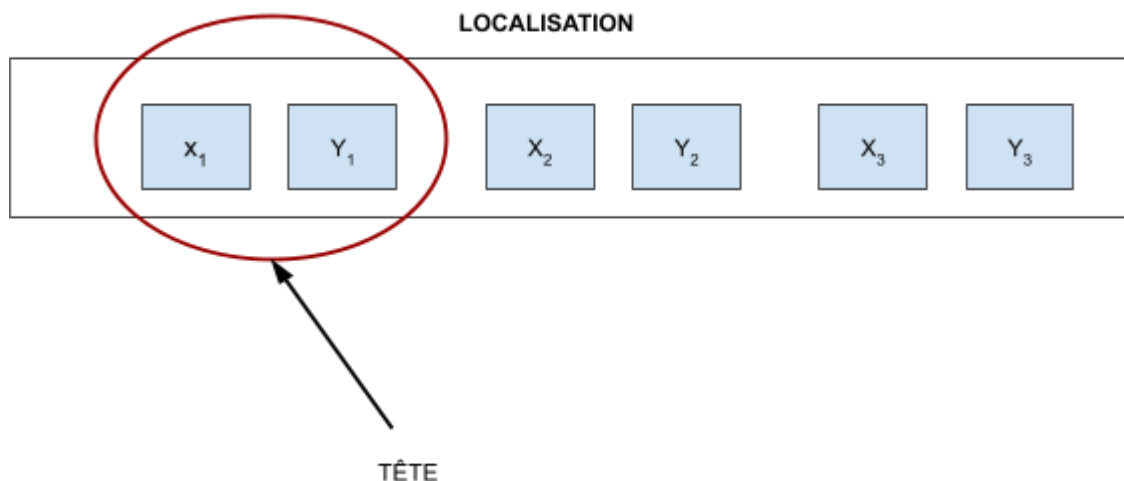 LOCALISATION
x₁ Y₁ X₂ Y₂ X₃ Y₃
TÊTE